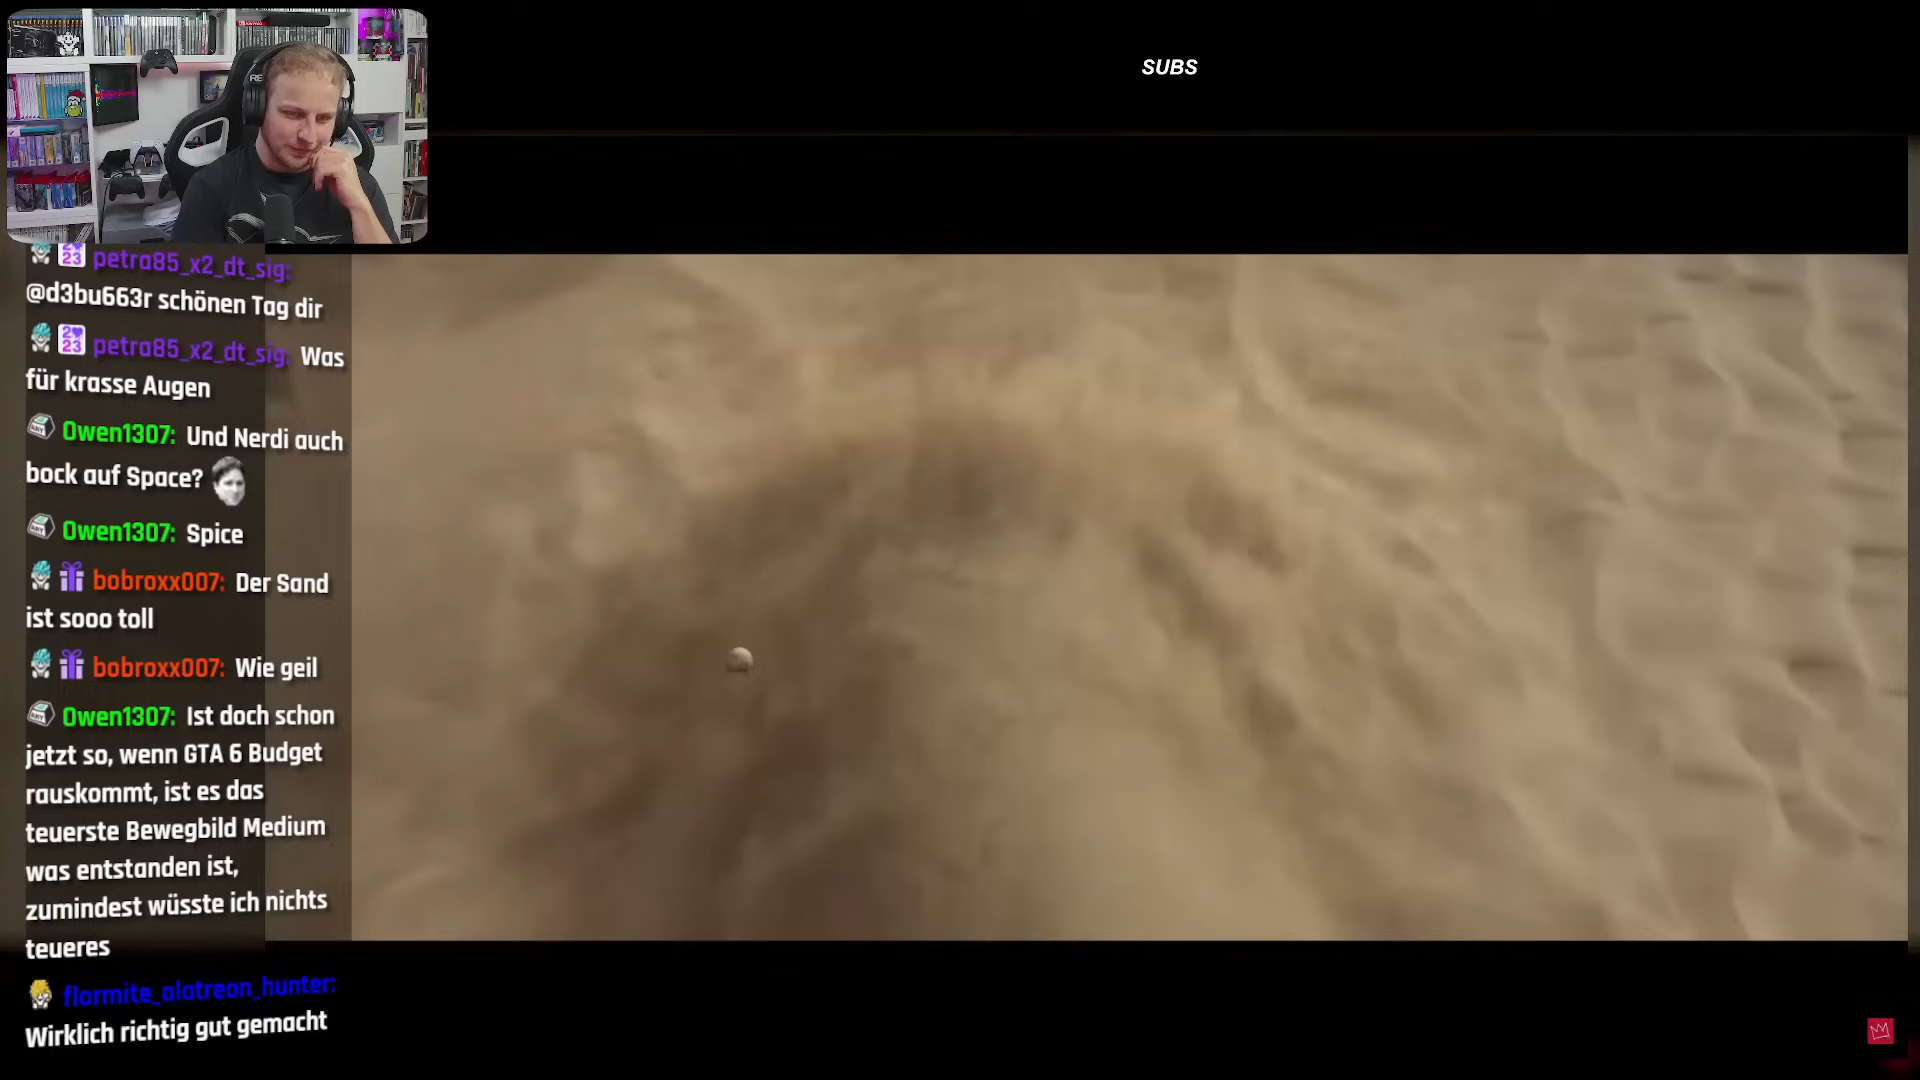 SUBS
RE
petra85_x2_dt_sig:
@d3bu663r schönen Tag dir
petra85_x2_dt_sig: Was
für krasse Augen
Owen1307: Und Nerdi auch
bock auf Space?
Owen1307: Spice
bobroxx007: Der Sand
ist sooo toll
bobroxx007: Wie geil
Owen1307: Ist doch schon
jetzt so, wenn GTA 6 Budget
rauskommt, ist es das
teuerste Bewegbild Medium
was entstanden ist,
zumindest wüsste ich nichts
teueres
flormite_alatreon_hunter:
Wirklich richtig gut gemacht